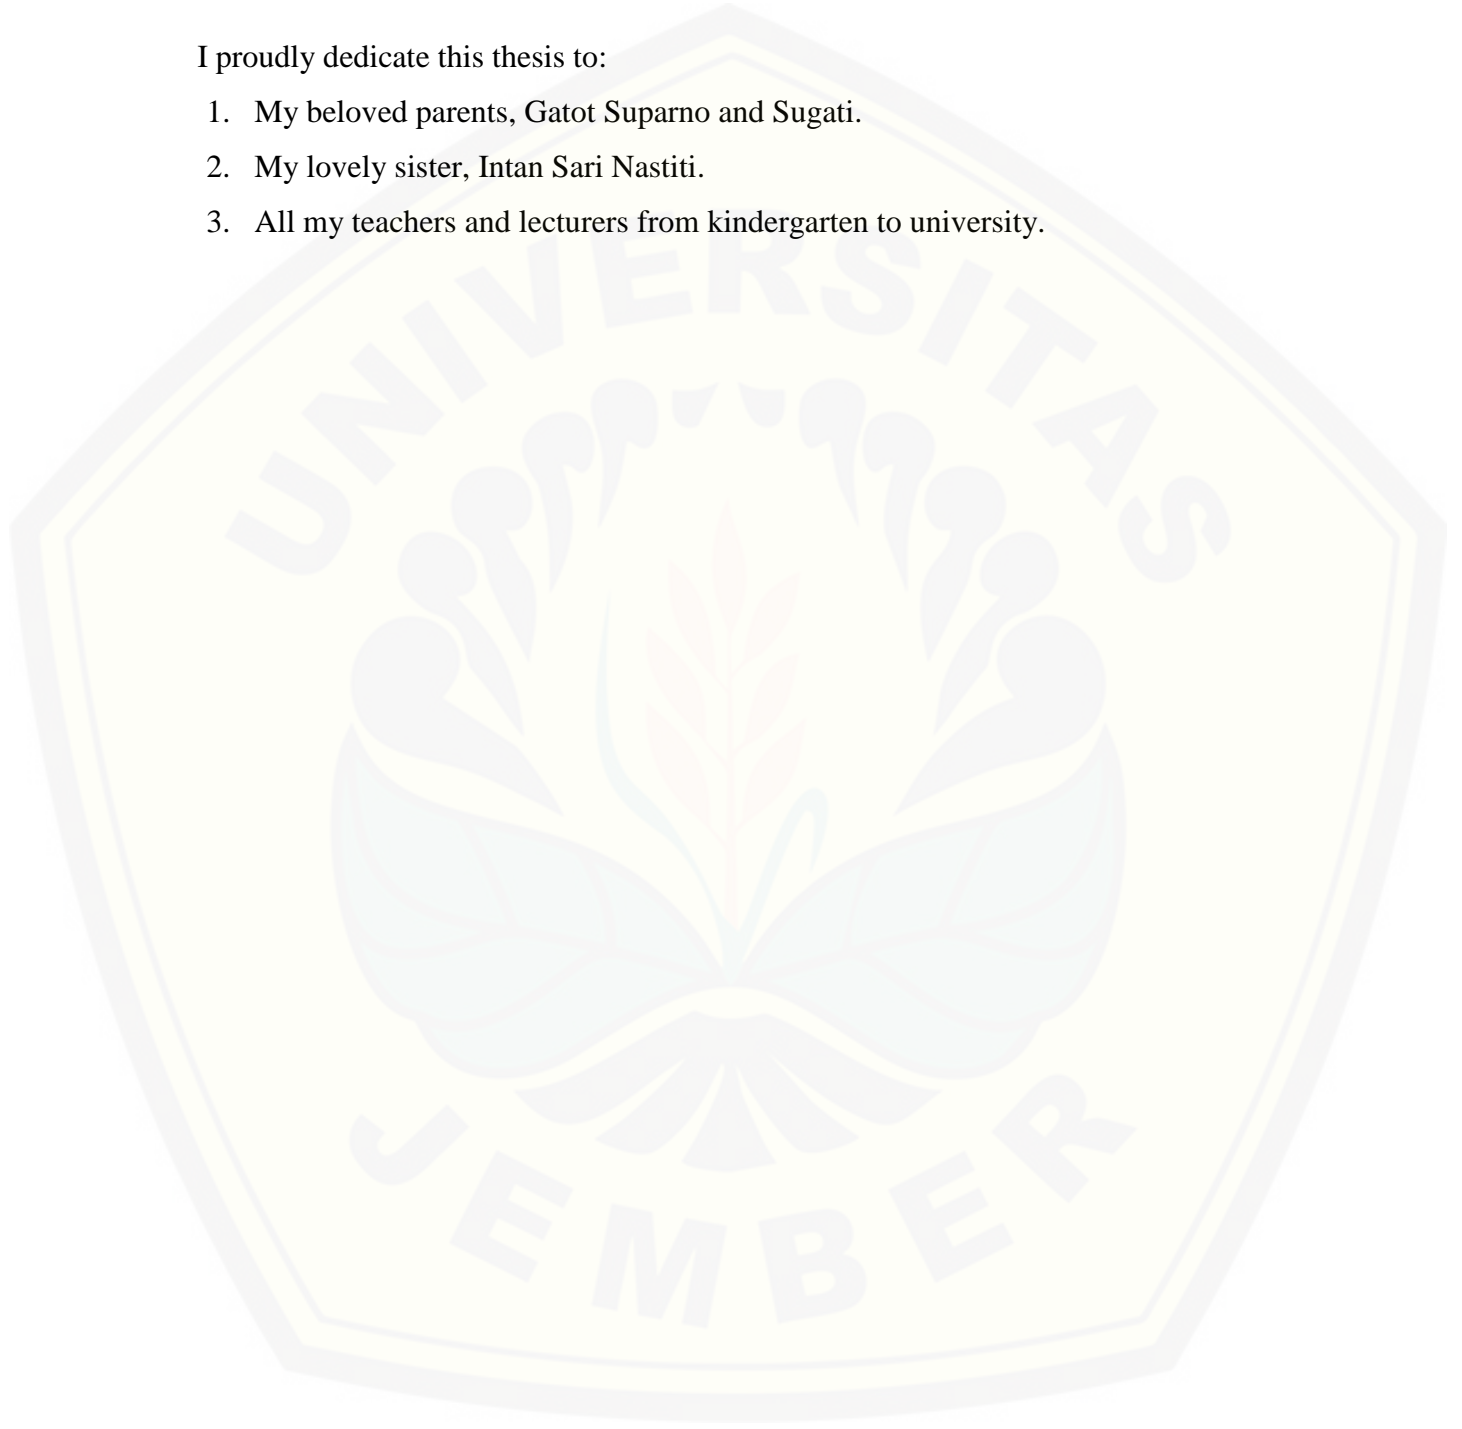 I proudly dedicate this thesis to:
1. My beloved parents, Gatot Suparno and Sugati.
2. My lovely sister, Intan Sari Nastiti.
3. All my teachers and lecturers from kindergarten to university.
UNIVERSITAS
JEMBER